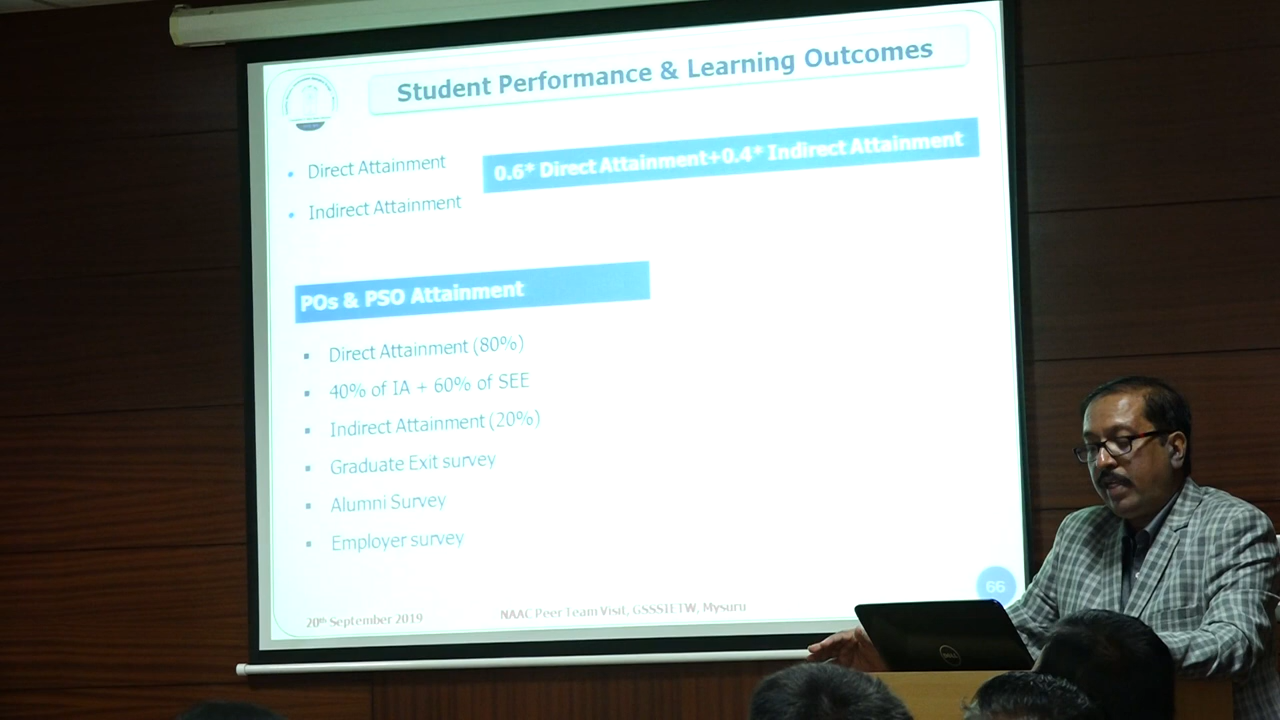 Student Performance & Learning Outcomes
• Direct Attainment
0.6* Direct Attainment+0.4* Indirect Attainment
• Indirect Attainment
POs & PSO Attainment
▪ Direct Attainment (80%)
▪ 40% of IA + 60% of SEE
▪ Indirect Attainment (20%)
▪ Graduate Exit survey
▪ Alumni Survey
▪ Employer survey
66
20th September 2019
NAAC Peer Team Visit, GSSSIETW, Mysuru
DELL